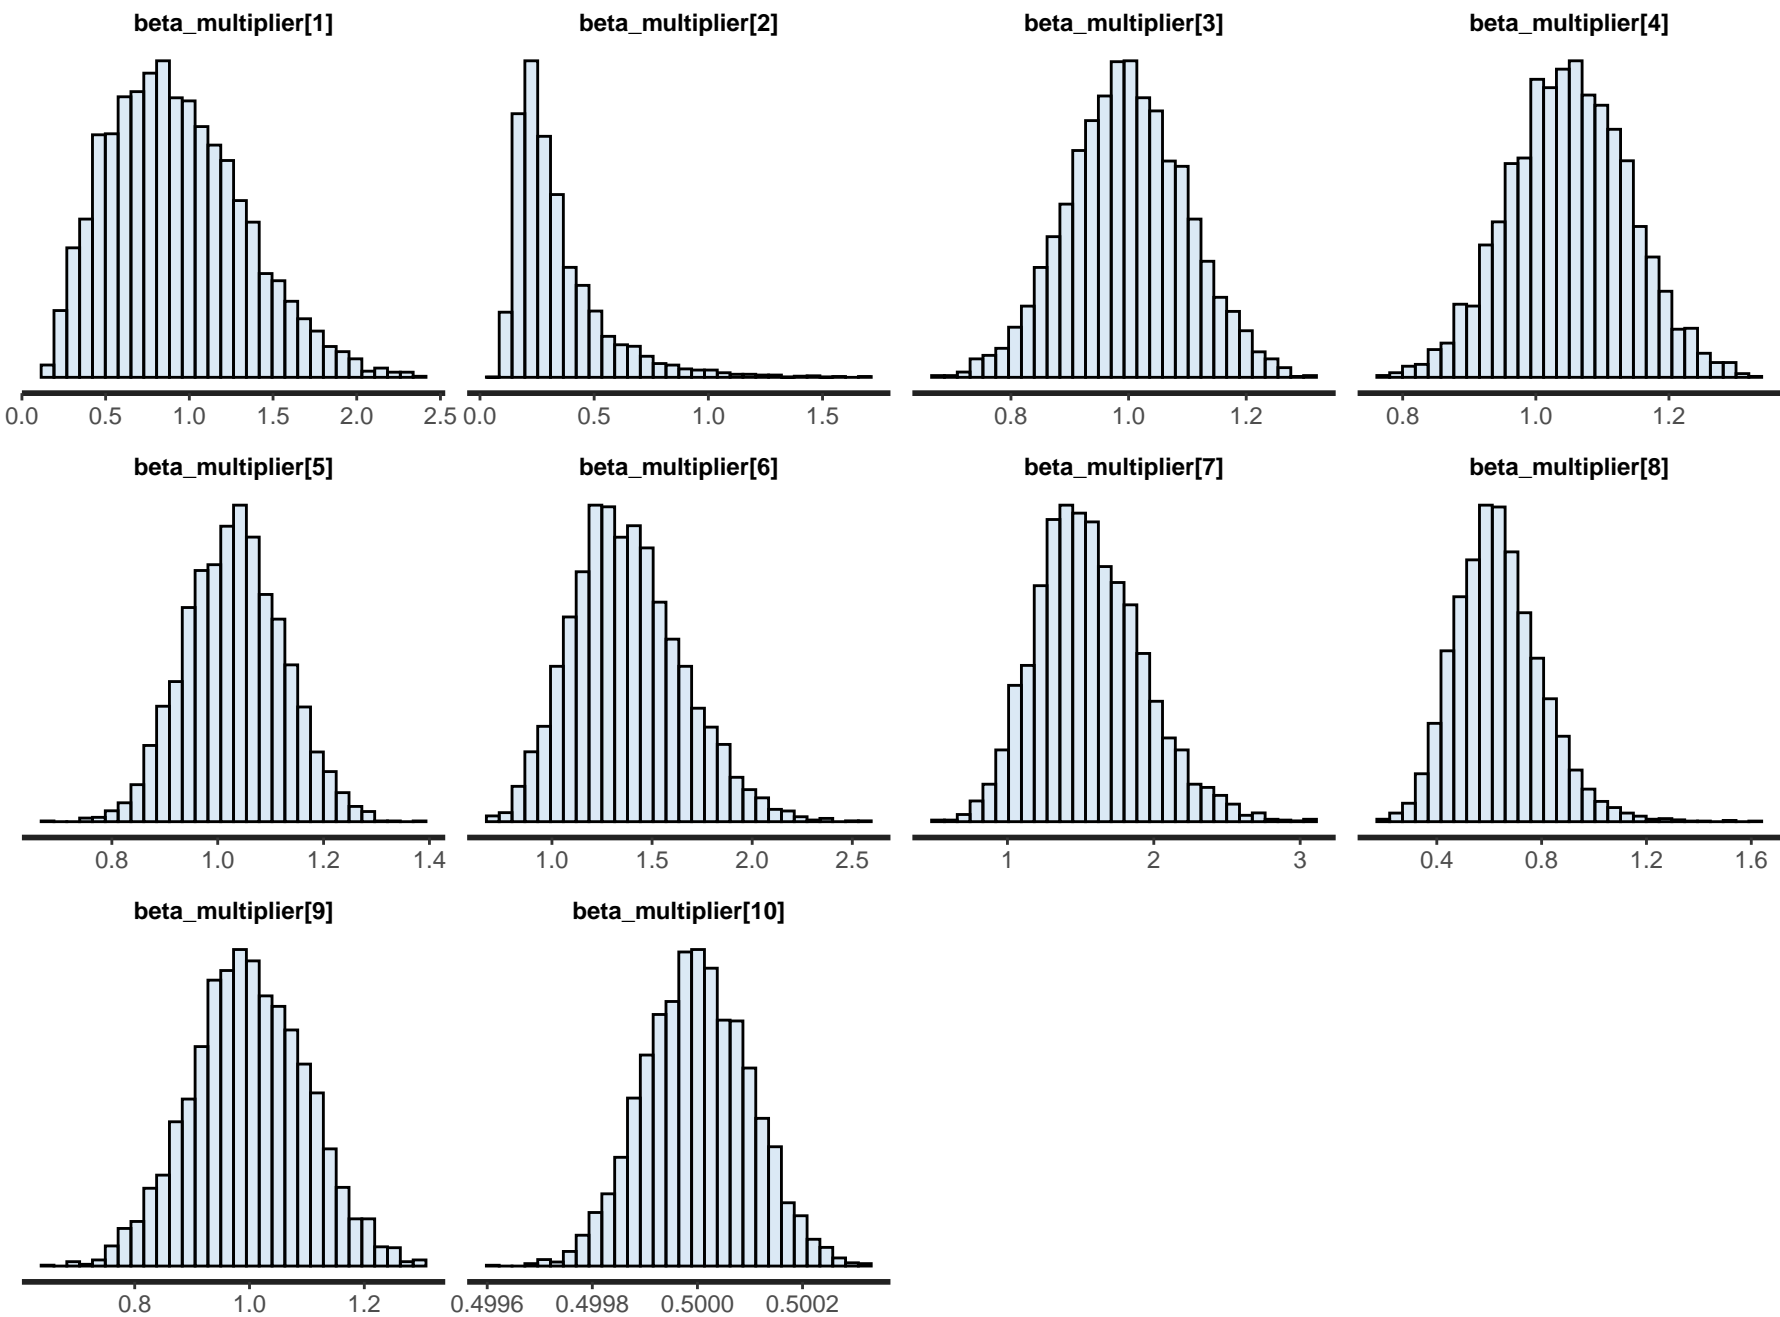 beta_multiplier[1] beta_multiplier[2] beta_multiplier[3] beta_multiplier[4]
0.0 0.5 1.0 1.5 2.0 2.5 0.0 0.5 1.0 1.5 0.8 1.0 1.2 0.8 1.0 1.2
beta_multiplier[5] beta_multiplier[6] beta_multiplier[7] beta_multiplier[8]
0.8 1.0 1.2 1.4 1.0 1.5 2.0 2.5 1 2 3 0.4 0.8 1.2 1.6
beta_multiplier[9] beta_multiplier[10]
0.8 1.0 1.2 0.4996 0.4998 0.5000 0.5002